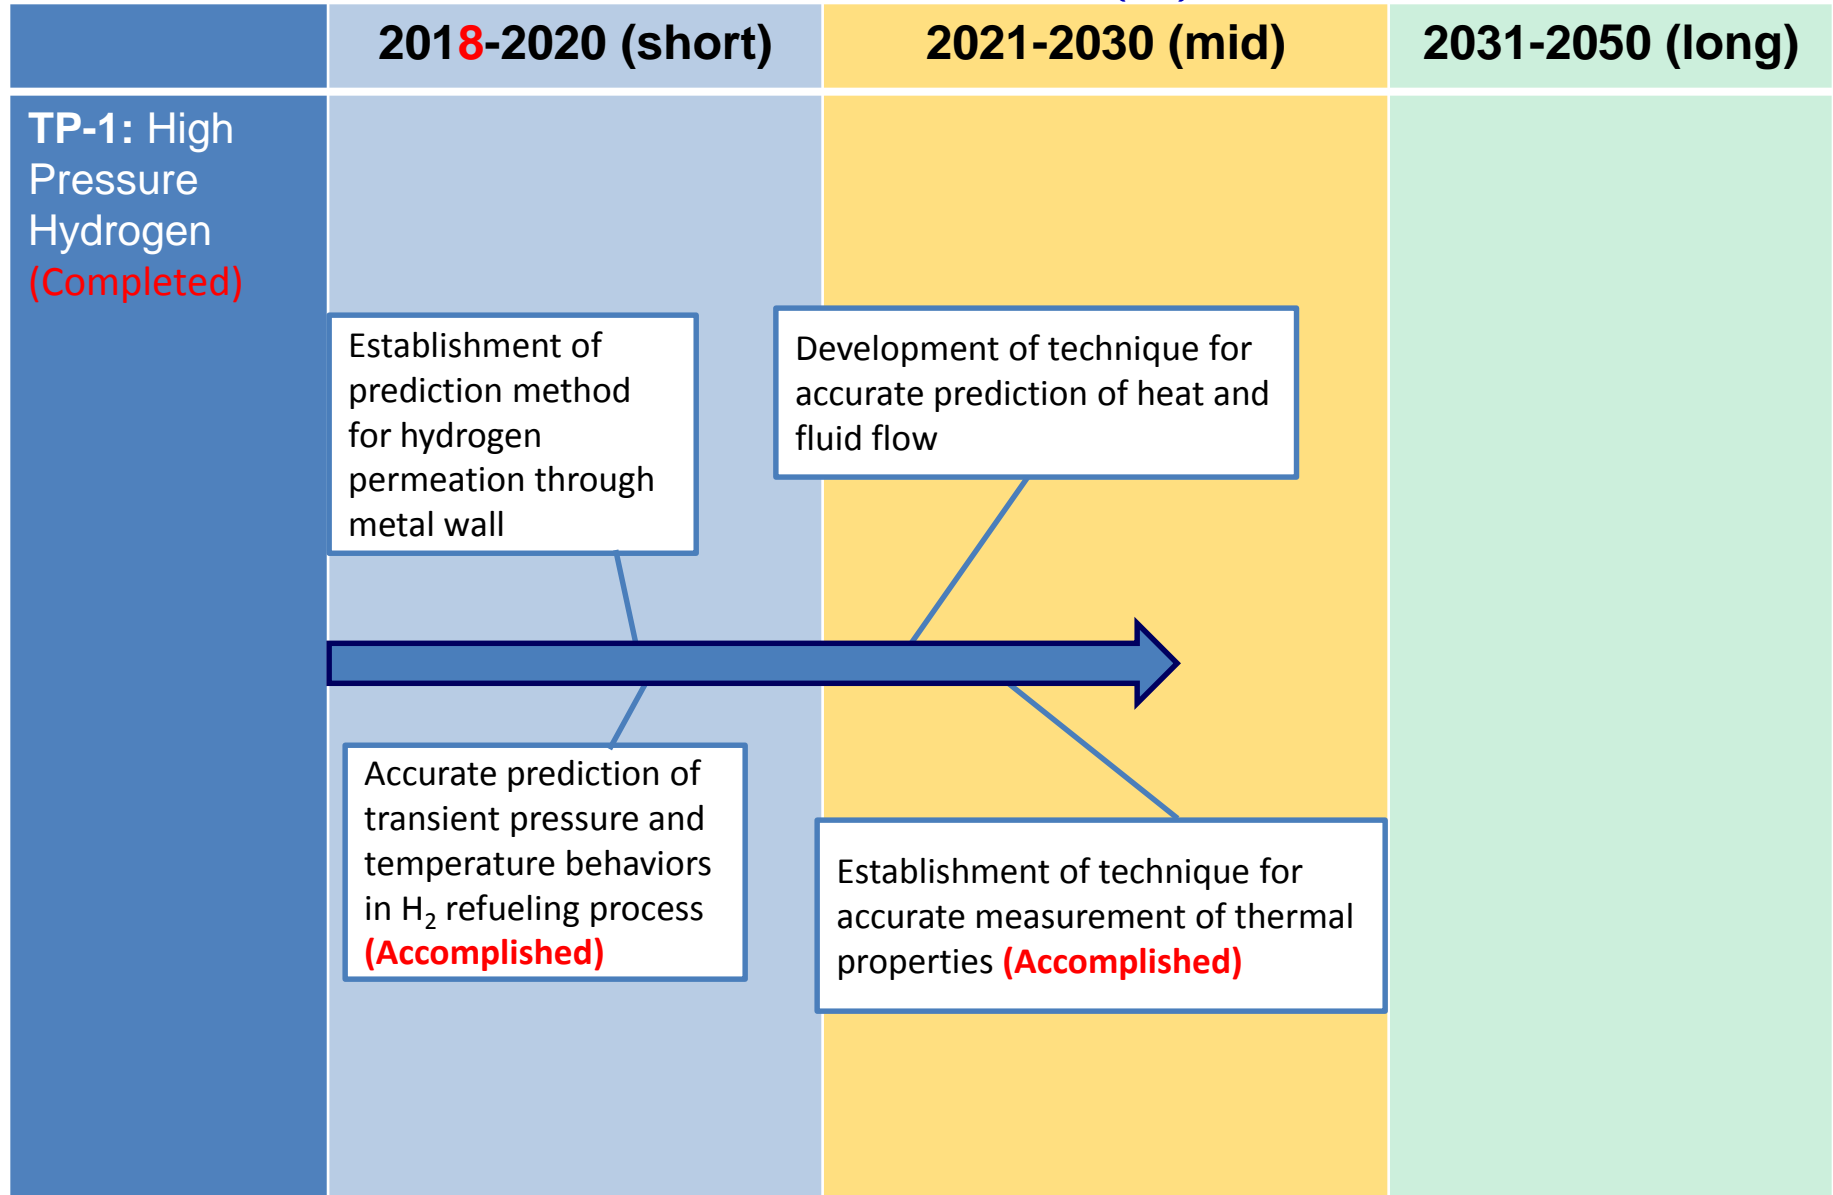 2018-2020 (short)
2021-2030 (mid)
2031-2050 (long)
TP-1: High
Pressure
Hydrogen
(Completed)
Establishment of
prediction method
for hydrogen
permeation through
metal wall
Development of technique for
accurate prediction of heat and
fluid flow
Accurate prediction of
transient pressure and
temperature behaviors
in H₂ refueling process
(Accomplished)
Establishment of technique for
accurate measurement of thermal
properties (Accomplished)